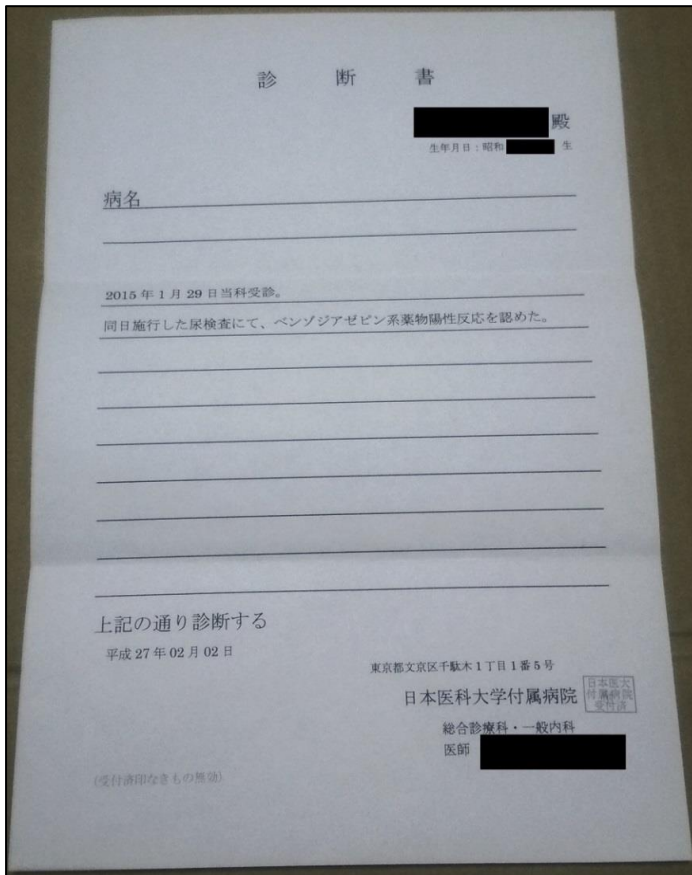 診 断 書
殿
生年月日：昭和 生
病名
2015 年 1 月 29 日当科受診。
同日施行した尿検査にて、ベンゾジアゼピン系薬物陽性反応を認めた。
上記の通り診断する
平成 27 年 02 月 02 日
東京都文京区千駄木 1 丁目 1 番 5 号
日本医科大学付属病院
日本医大
付属病院
受付済
総合診療科・一般内科
医師
(受付済印なきもの無効)